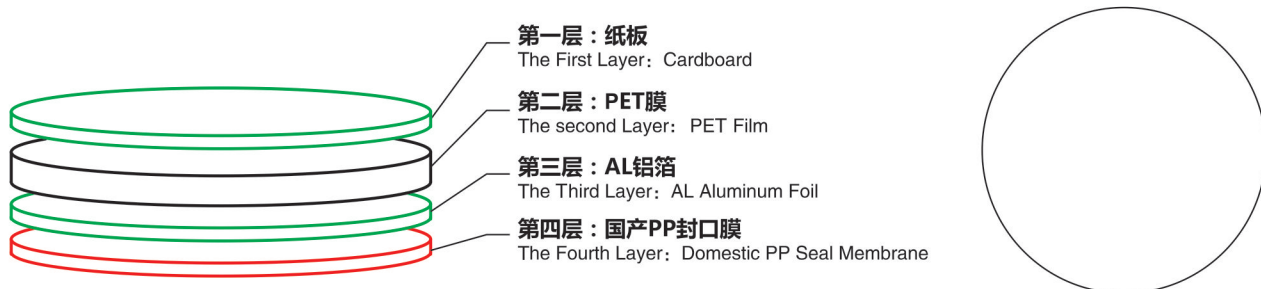 第一层：纸板
The First Layer：Cardboard
第二层：PET膜
The second Layer：PET Film
第三层：AL铝箔
The Third Layer：AL Aluminum Foil
第四层：国产PP封口膜
The Fourth Layer：Domestic PP Seal Membrane